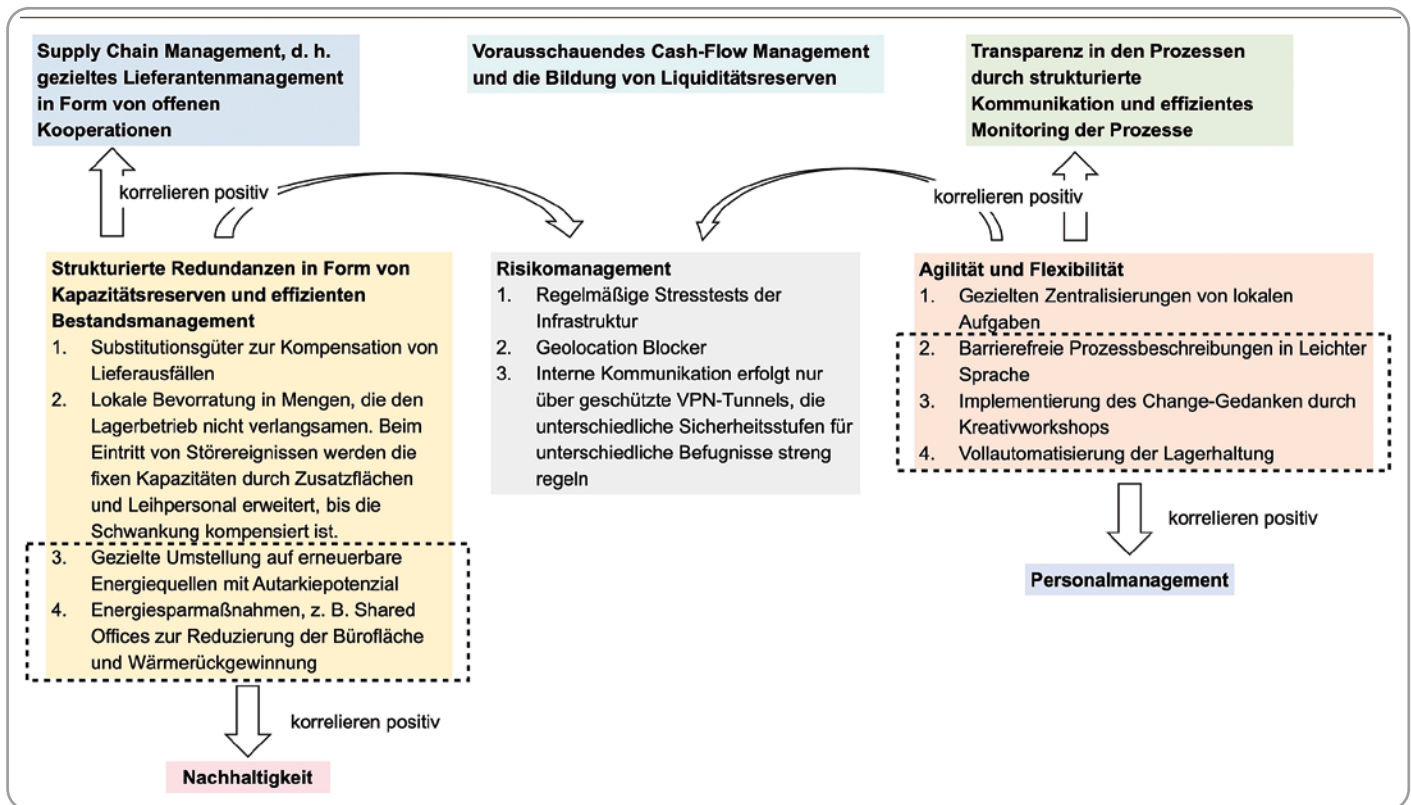 Supply Chain Management, d. h.
gezieltes Lieferantenmanagement
in Form von offenen
Kooperationen
Vorausschauendes Cash-Flow Management
und die Bildung von Liquiditätsreserven
Transparenz in den Prozessen
durch strukturierte
Kommunikation und effizientes
Monitoring der Prozesse
korrelieren positiv
korrelieren positiv
Strukturierte Redundanzen in Form von
Kapazitätsreserven und effizienten
Bestandsmanagement
1. Substitutionsgüter zur Kompensation von
Lieferausfällen
2. Lokale Bevorratung in Mengen, die den
Lagerbetrieb nicht verlangsamen. Beim
Eintritt von Störereignissen werden die
fixen Kapazitäten durch Zusatzflächen
und Leihpersonal erweitert, bis die
Schwankung kompensiert ist.
3. Gezielte Umstellung auf erneuerbare
Energiequellen mit Autarkiepotenzial
4. Energiesparmaßnahmen, z. B. Shared
Offices zur Reduzierung der Bürofläche
und Wärmerückgewinnung
Risikomanagement
1. Regelmäßige Stresstests der
Infrastruktur
2. Geolocation Blocker
3. Interne Kommunikation erfolgt nur
über geschützte VPN-Tunnels, die
unterschiedliche Sicherheitsstufen für
unterschiedliche Befugnisse streng
regeln
Agilität und Flexibilität
1. Gezielten Zentralisierungen von lokalen
Aufgaben
2. Barrierefreie Prozessbeschreibungen in Leichter
Sprache
3. Implementierung des Change-Gedanken durch
Kreativworkshops
4. Vollautomatisierung der Lagerhaltung
korrelieren positiv
Personalmanagement
korrelieren positiv
Nachhaltigkeit